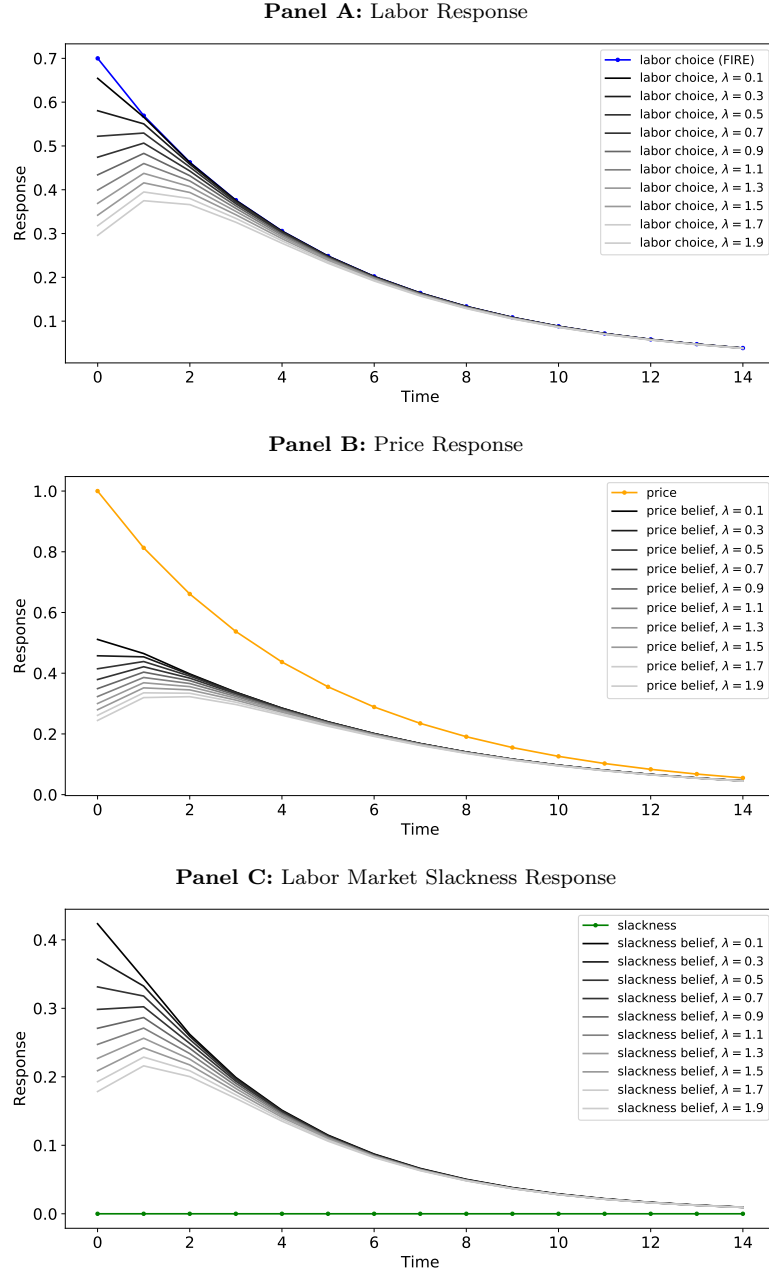 Panel A: Labor Response
0.7
0.6
0.5
0.4
0.3
0.2
0.1
Response
labor choice (FIRE)
labor choice, λ = 0.1
labor choice, λ = 0.3
labor choice, λ = 0.5
labor choice, λ = 0.7
labor choice, λ = 0.9
labor choice, λ = 1.1
labor choice, λ = 1.3
labor choice, λ = 1.5
labor choice, λ = 1.7
labor choice, λ = 1.9
0 2 4 6 8 10 12 14
Time
Panel B: Price Response
1.0
0.8
0.6
0.4
0.2
0.0
Response
price
price belief, λ = 0.1
price belief, λ = 0.3
price belief, λ = 0.5
price belief, λ = 0.7
price belief, λ = 0.9
price belief, λ = 1.1
price belief, λ = 1.3
price belief, λ = 1.5
price belief, λ = 1.7
price belief, λ = 1.9
0 2 4 6 8 10 12 14
Time
Panel C: Labor Market Slackness Response
0.4
0.3
0.2
0.1
0.0
Response
slackness
slackness belief, λ = 0.1
slackness belief, λ = 0.3
slackness belief, λ = 0.5
slackness belief, λ = 0.7
slackness belief, λ = 0.9
slackness belief, λ = 1.1
slackness belief, λ = 1.3
slackness belief, λ = 1.5
slackness belief, λ = 1.7
slackness belief, λ = 1.9
0 2 4 6 8 10 12 14
Time